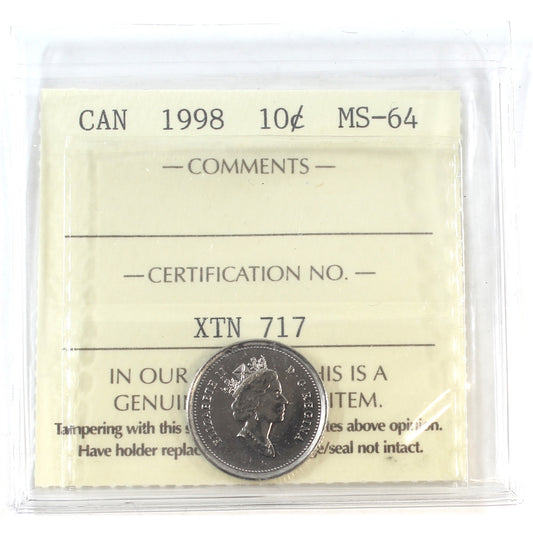 CAN 1998 10¢ MS-64
— COMMENTS —
— CERTIFICATION NO. —
XTN 717
IN OUR HIS IS A
GENUI ITEM.
Tampering with this s tes above opinion.
Have holder replac ge/seal not intact.
ELIZABETH II D·G·REGINA